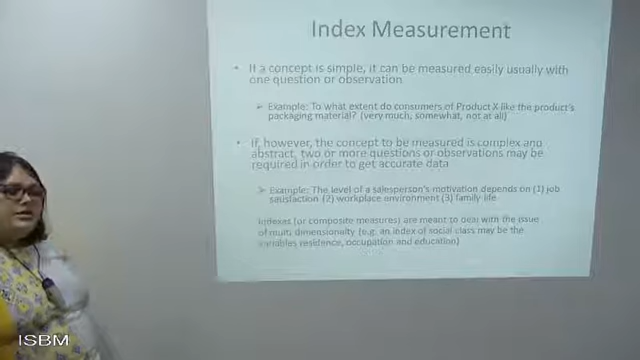 Index Measurement
• If a concept is simple, it can be measured easily usually with
one question or observation
➢ Example: To what extent do consumers of Product X like the product's
packaging material? (very much, somewhat, not at all)
• If, however, the concept to be measured is complex and
abstract, two or more questions or observations may be
required in order to get accurate data
➢ Example: The level of a salesperson's motivation depends on (1) job
satisfaction (2) workplace environment (3) family life
Indexes (or composite measures) are meant to deal with the issue
of multi dimensionality (e.g. an index of social class may be the
variables residence, occupation and education)
ISBM